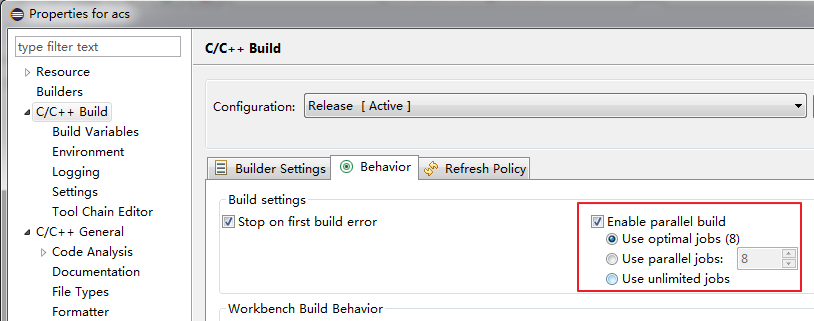 Properties for acs
type filter text
Resource
Builders
C/C++ Build
Build Variables
Environment
Logging
Settings
Tool Chain Editor
C/C++ General
Code Analysis
Documentation
File Types
Formatter
C/C++ Build
Configuration: Release [ Active ]
Builder Settings Behavior Refresh Policy
Build settings
Stop on first build error Enable parallel build
Use optimal jobs (8)
Use parallel jobs: 8
Use unlimited jobs
Workbench Build Behavior